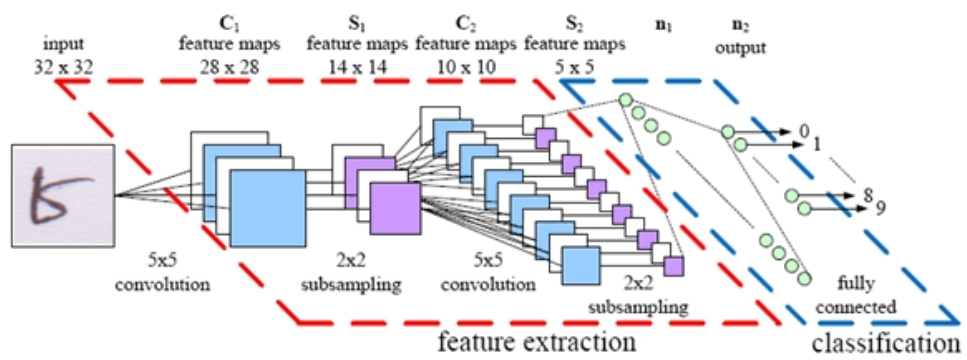 C₁
S₁
C₂
S₂
n₁
n₂
input
feature maps
feature maps
feature maps
feature maps
output
32 x 32
28 x 28
14 x 14
10 x 10
5 x 5
0
1
8
9
5x5
convolution
2x2
subsampling
5x5
convolution
2x2
subsampling
fully
connected
feature extraction
classification